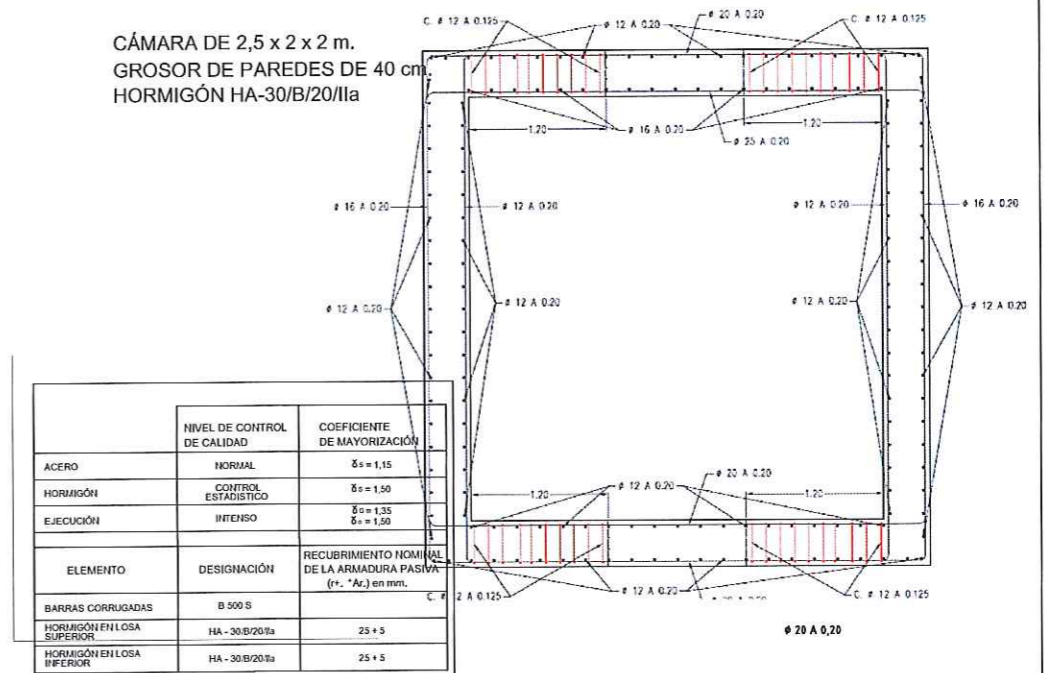 CÁMARA DE 2,5 x 2 x 2 m.
GROSOR DE PAREDES DE 40 cm
HORMIGÓN HA-30/B/20/IIa
C. ø 12 A 0.125
ø 12 A 0.20
ø 20 A 0.20
C. ø 12 A 0.125
1.20
ø 16 A 0.20
1.20
ø 25 A 0.20
ø 16 A 0.20
ø 12 A 0.20
ø 12 A 0.20
ø 16 A 0.20
ø 12 A 0.20
ø 12 A 0.20
ø 12 A 0.20
ø 12 A 0.20
ø 20 A 0.20
1.20
ø 12 A 0.20
1.20
C. ø 12 A 0.125
ø 12 A 0.20
C. ø 12 A 0.125
ø 20 A 0,20
NIVEL DE CONTROL
DE CALIDAD
COEFICIENTE
DE MAYORIZACIÓN
ACERO
NORMAL
δs = 1,15
HORMIGÓN
CONTROL
ESTADISTICO
δs = 1,50
EJECUCIÓN
INTENSO
= 1,35
= 1,50
ELEMENTO
DESIGNACIÓN
RECUBRIMIENTO NOMINAL
DE LA ARMADURA PASIVA
en mm.
BARRAS CORRUGADAS
B 500 S
HORMIGÓN EN LOSA
SUPERIOR
HA - 30/B/20/IIa
25 + 5
HORMIGÓN EN LOSA
INFERIOR
HA - 30/B/20/IIa
25 + 5